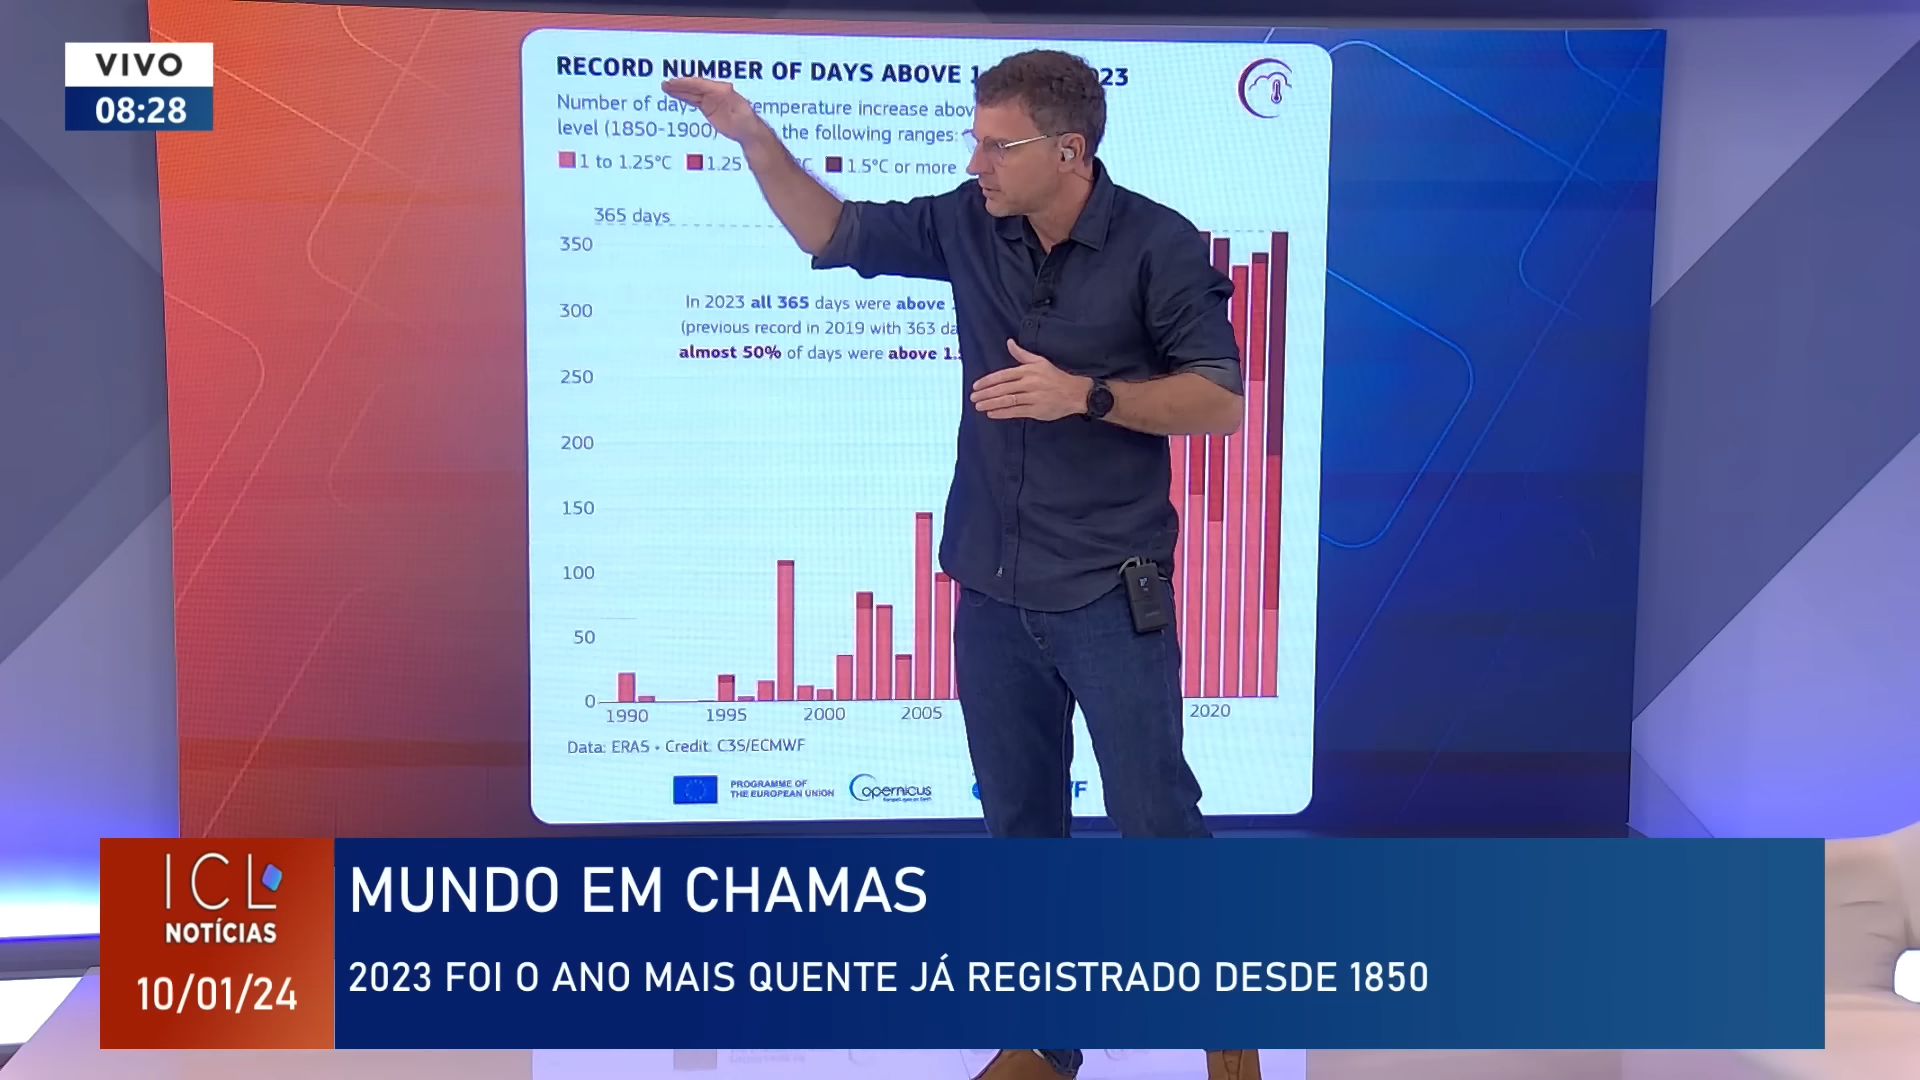 VIVO
08:28
RECORD NUMBER OF DAYS ABOVE 1 23
Number of days temperature increase abov
level (1850-1900) the following ranges:
1 to 1.25°C 1.25 °C 1.5°C or more
365 days
350
In 2023 all 365 days were above
300
(previous record in 2019 with 363 da
almost 50% of days were above 1.5
250
200
150
100
50
0
1990 1995 2000 2005 2020
Data: ERA5 • Credit: C3S/ECMWF
PROGRAMME OF
THE EUROPEAN UNION
Copernicus
F
ICL
NOTÍCIAS
10/01/24
MUNDO EM CHAMAS
2023 FOI O ANO MAIS QUENTE JÁ REGISTRADO DESDE 1850